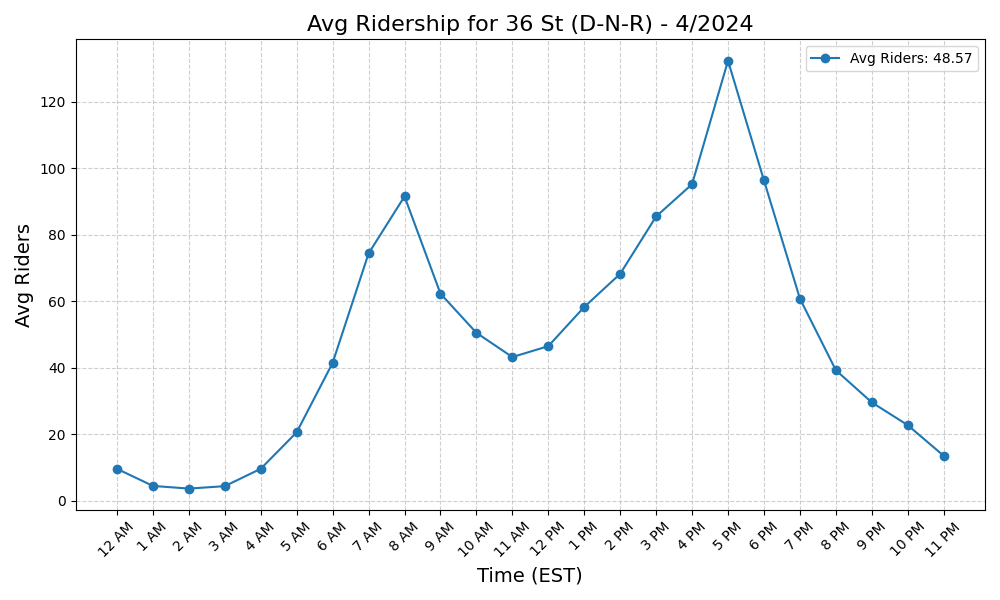 Avg Ridership for 36 St (D-N-R) - 4/2024
Avg Riders: 48.57
Avg Riders
120
100
80
60
40
20
0
12 AM
1 AM
2 AM
3 AM
4 AM
5 AM
6 AM
7 AM
8 AM
9 AM
10 AM
11 AM
12 PM
1 PM
2 PM
3 PM
4 PM
5 PM
6 PM
7 PM
8 PM
9 PM
10 PM
11 PM
Time (EST)